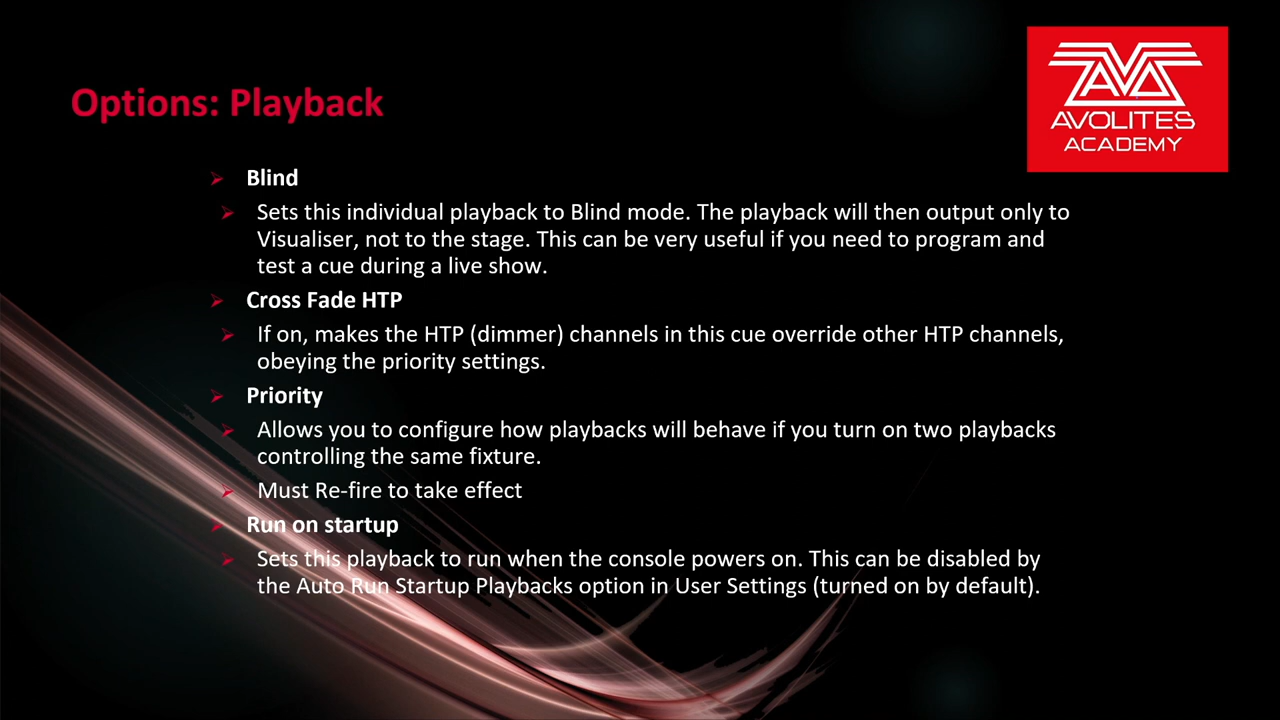 Options: Playback
AVOLITES
ACADEMY
Blind
Sets this individual playback to Blind mode. The playback will then output only to
Visualiser, not to the stage. This can be very useful if you need to program and
test a cue during a live show.
Cross Fade HTP
If on, makes the HTP (dimmer) channels in this cue override other HTP channels,
obeying the priority settings.
Priority
Allows you to configure how playbacks will behave if you turn on two playbacks
controlling the same fixture.
Must Re-fire to take effect
Run on startup
Sets this playback to run when the console powers on. This can be disabled by
the Auto Run Startup Playbacks option in User Settings (turned on by default).